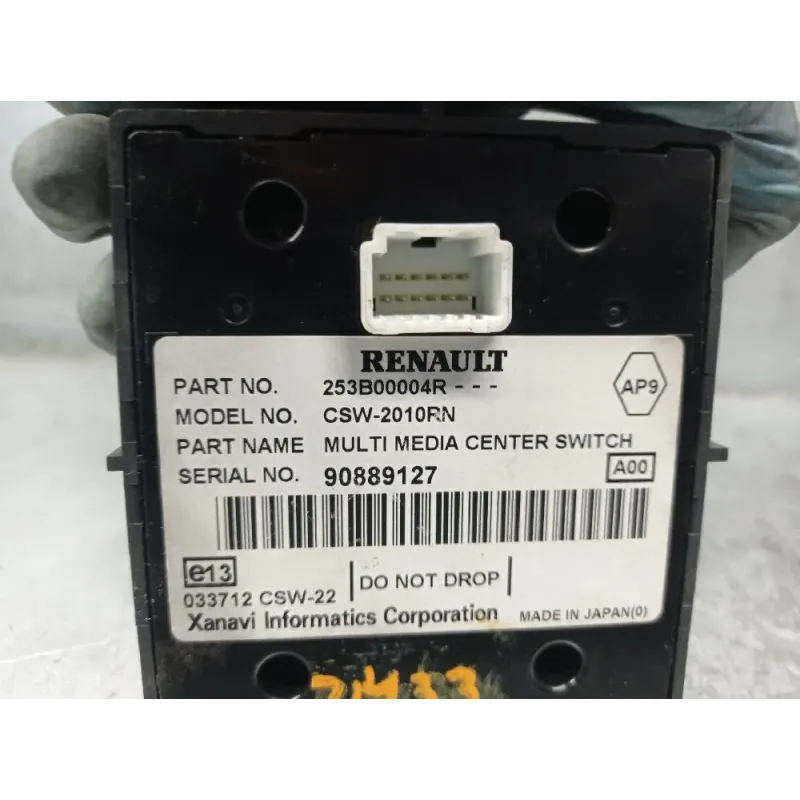 RENAULT
PART NO. 253B00004R - - -
AP9
MODEL NO. CSW-2010RN
PART NAME MULTI MEDIA CENTER SWITCH
SERIAL NO. 90889127
A00
e13
DO NOT DROP
033712 CSW-22
Xanavi Informatics Corporation MADE IN JAPAN(0)